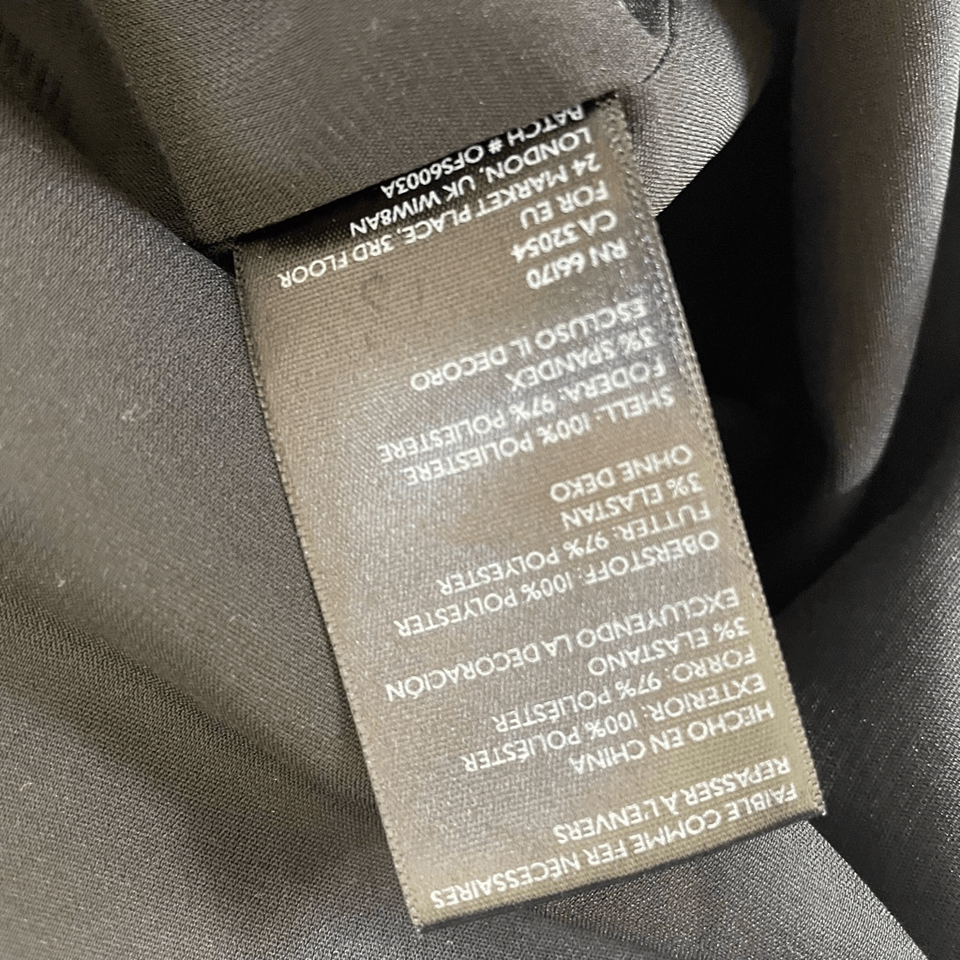 FAIBLE COMME FER NECESSAIRES
REPASSER À L'ENVERS
HECHO EN CHINA
EXTERIOR: 100% POLIÉSTER
FORRO: 97% POLIÉSTER
3% ELASTANO
EXCLUYENDO LA DECORACIÓN
OBERSTOFF: 100% POLYESTER
FUTTER: 97% POLYESTER
3% ELASTAN
OHNE DEKO
SHELL: 100% POLIESTERE
FODERA: 97% POLIESTERE
3% SPANDEX
ESCLUSO IL DECORO
RN 66170
CA 32054
FOR EU
24 MARKET PLACE, 3RD FLOOR
LONDON, UK W1W8AN
BATCH # OFS6003A